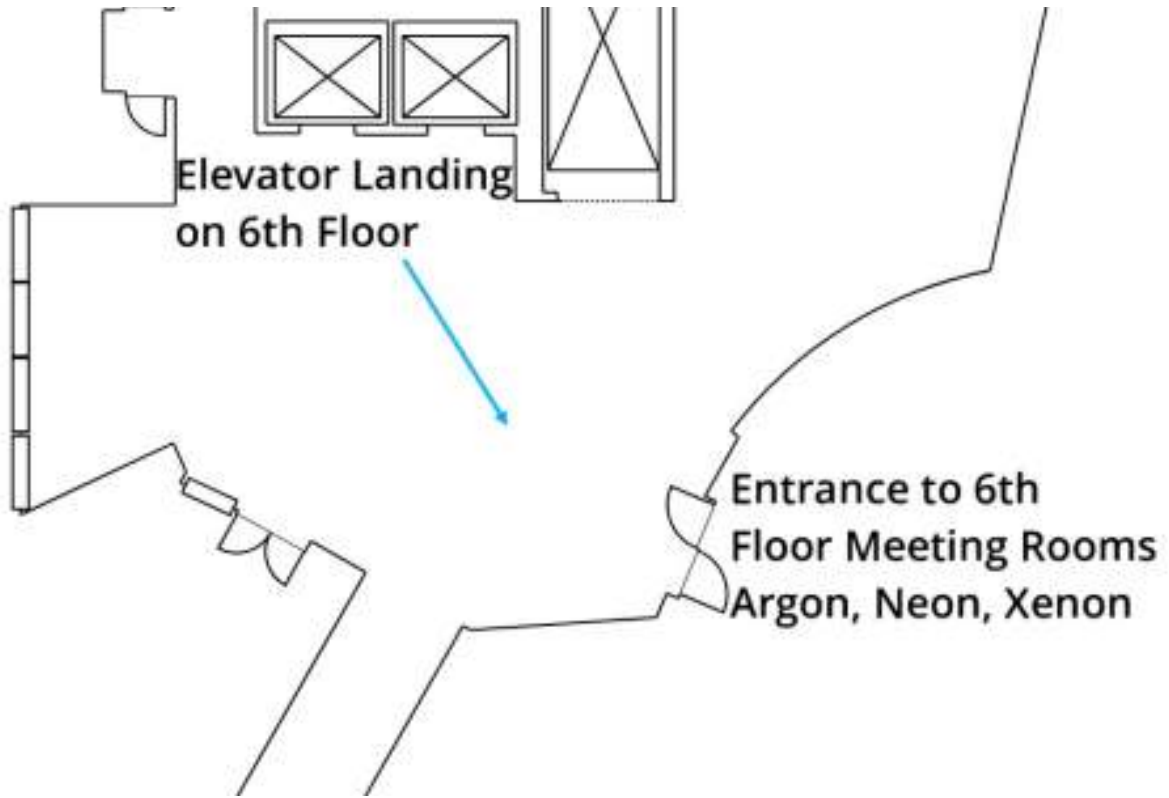 Elevator Landing
on 6th Floor
Entrance to 6th
Floor Meeting Rooms
Argon, Neon, Xenon